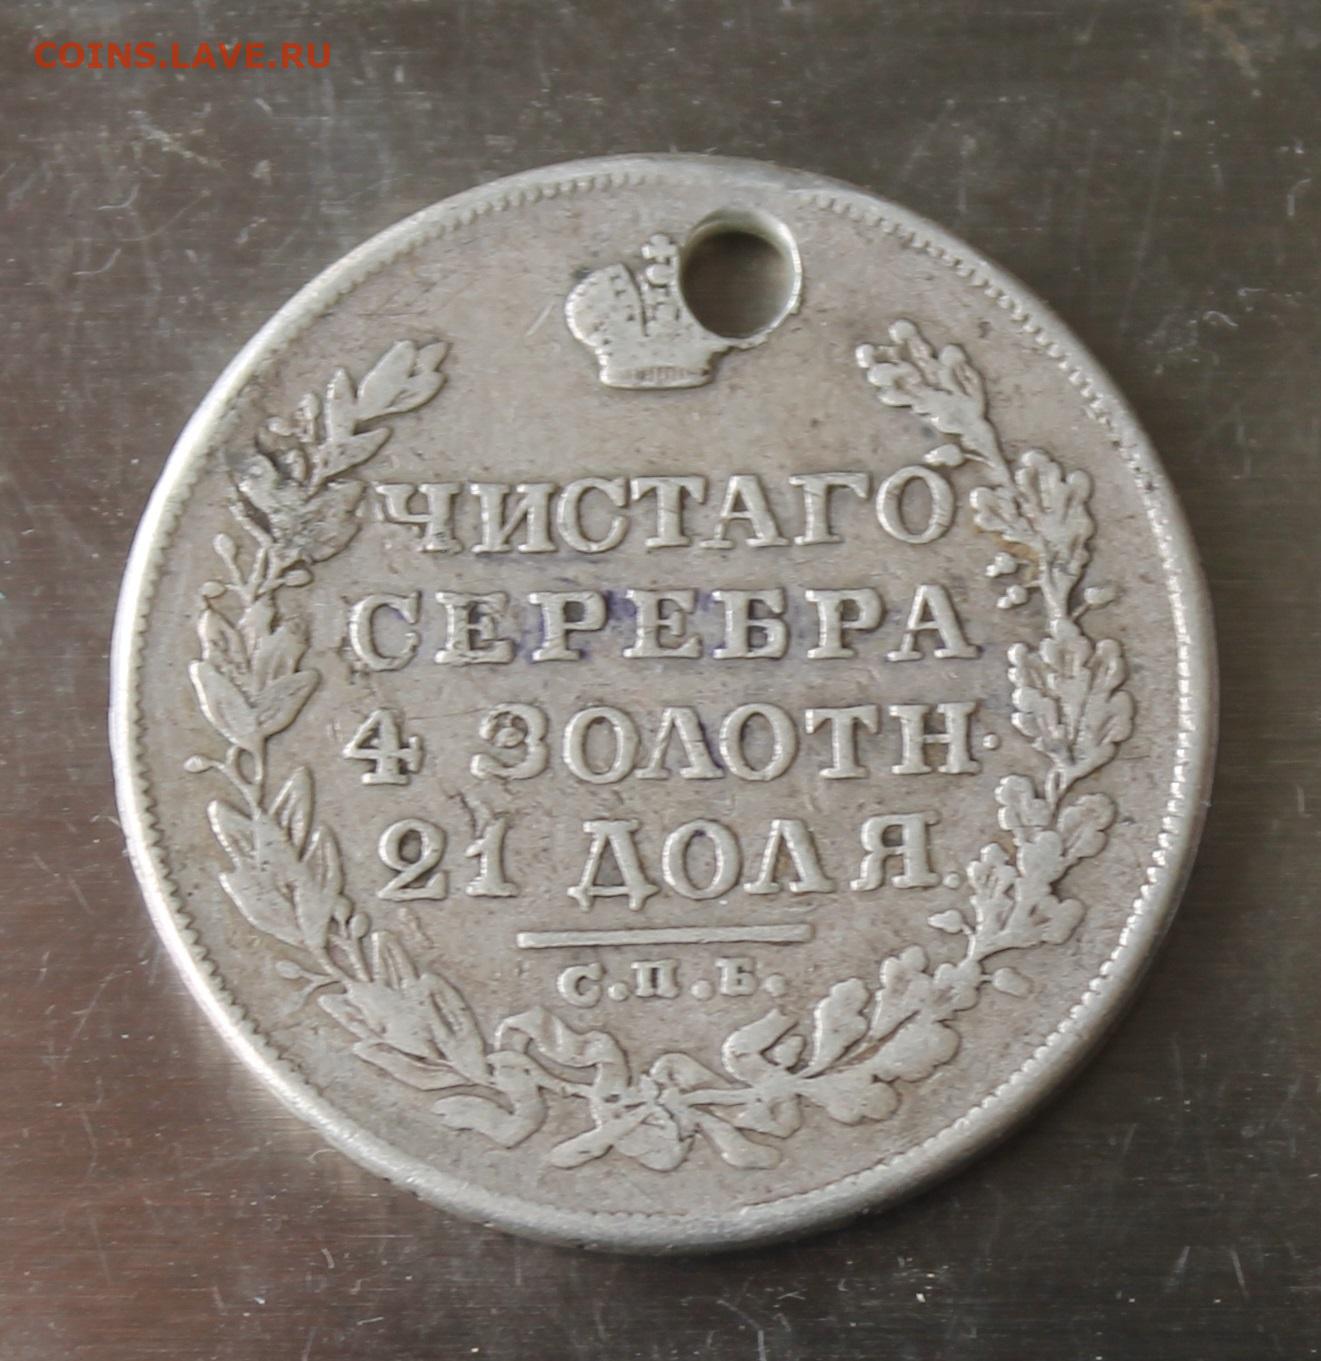 COINS.LAVE.RU
ЧИСТАГО
СЕРЕБРА
4 ЗОЛОТН.
21 ДОЛЯ.
С.П.Б.